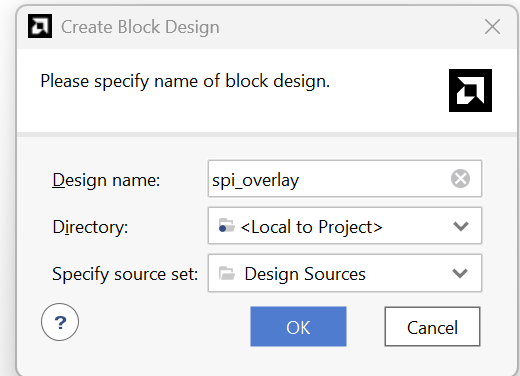 Create Block Design
Please specify name of block design.
Design name: spi_overlay
Directory: <Local to Project>
Specify source set: Design Sources
? OK Cancel